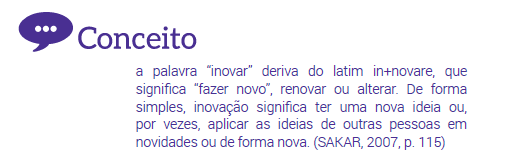 Conceito
a palavra “inovar” deriva do latim in+novare, que
significa “fazer novo”, renovar ou alterar. De forma
simples, inovação significa ter uma nova ideia ou,
por vezes, aplicar as ideias de outras pessoas em
novidades ou de forma nova. (SAKAR, 2007, p. 115)